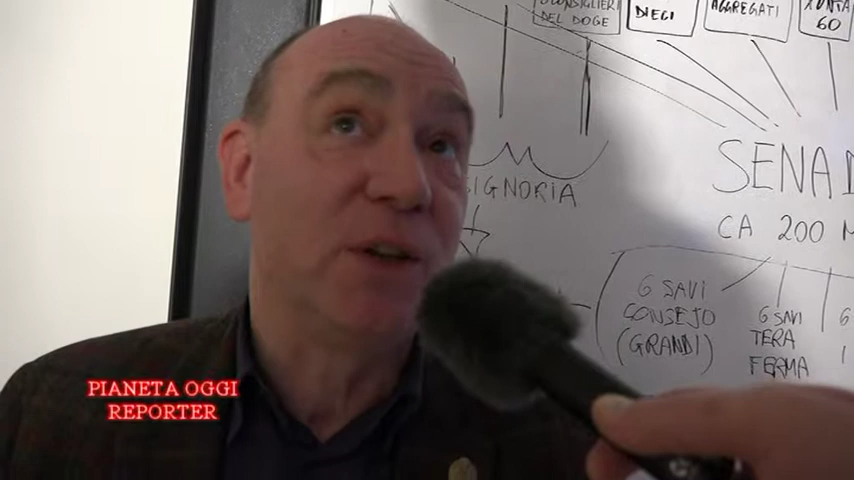 CONSIGLIERI
DEL DOGE
DIECI
AGGREGATI
60
SIGNORIA
SENA
CA 200
6 SAVI
CONSEJO
(GRANDI)
6 SAVI
TERA
FERMA
PIANETA OGGI
REPORTER